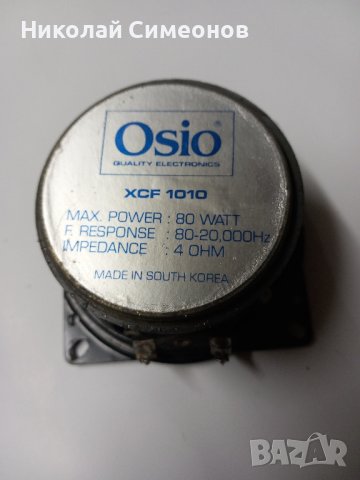 Николай Симеонов
Osio®
QUALITY ELECTRONICS
XCF 1010
MAX. POWER : 80 WATT
F. RESPONSE : 80-20,000Hz
IMPEDANCE : 4 OHM
MADE IN SOUTH KOREA
BAZAR